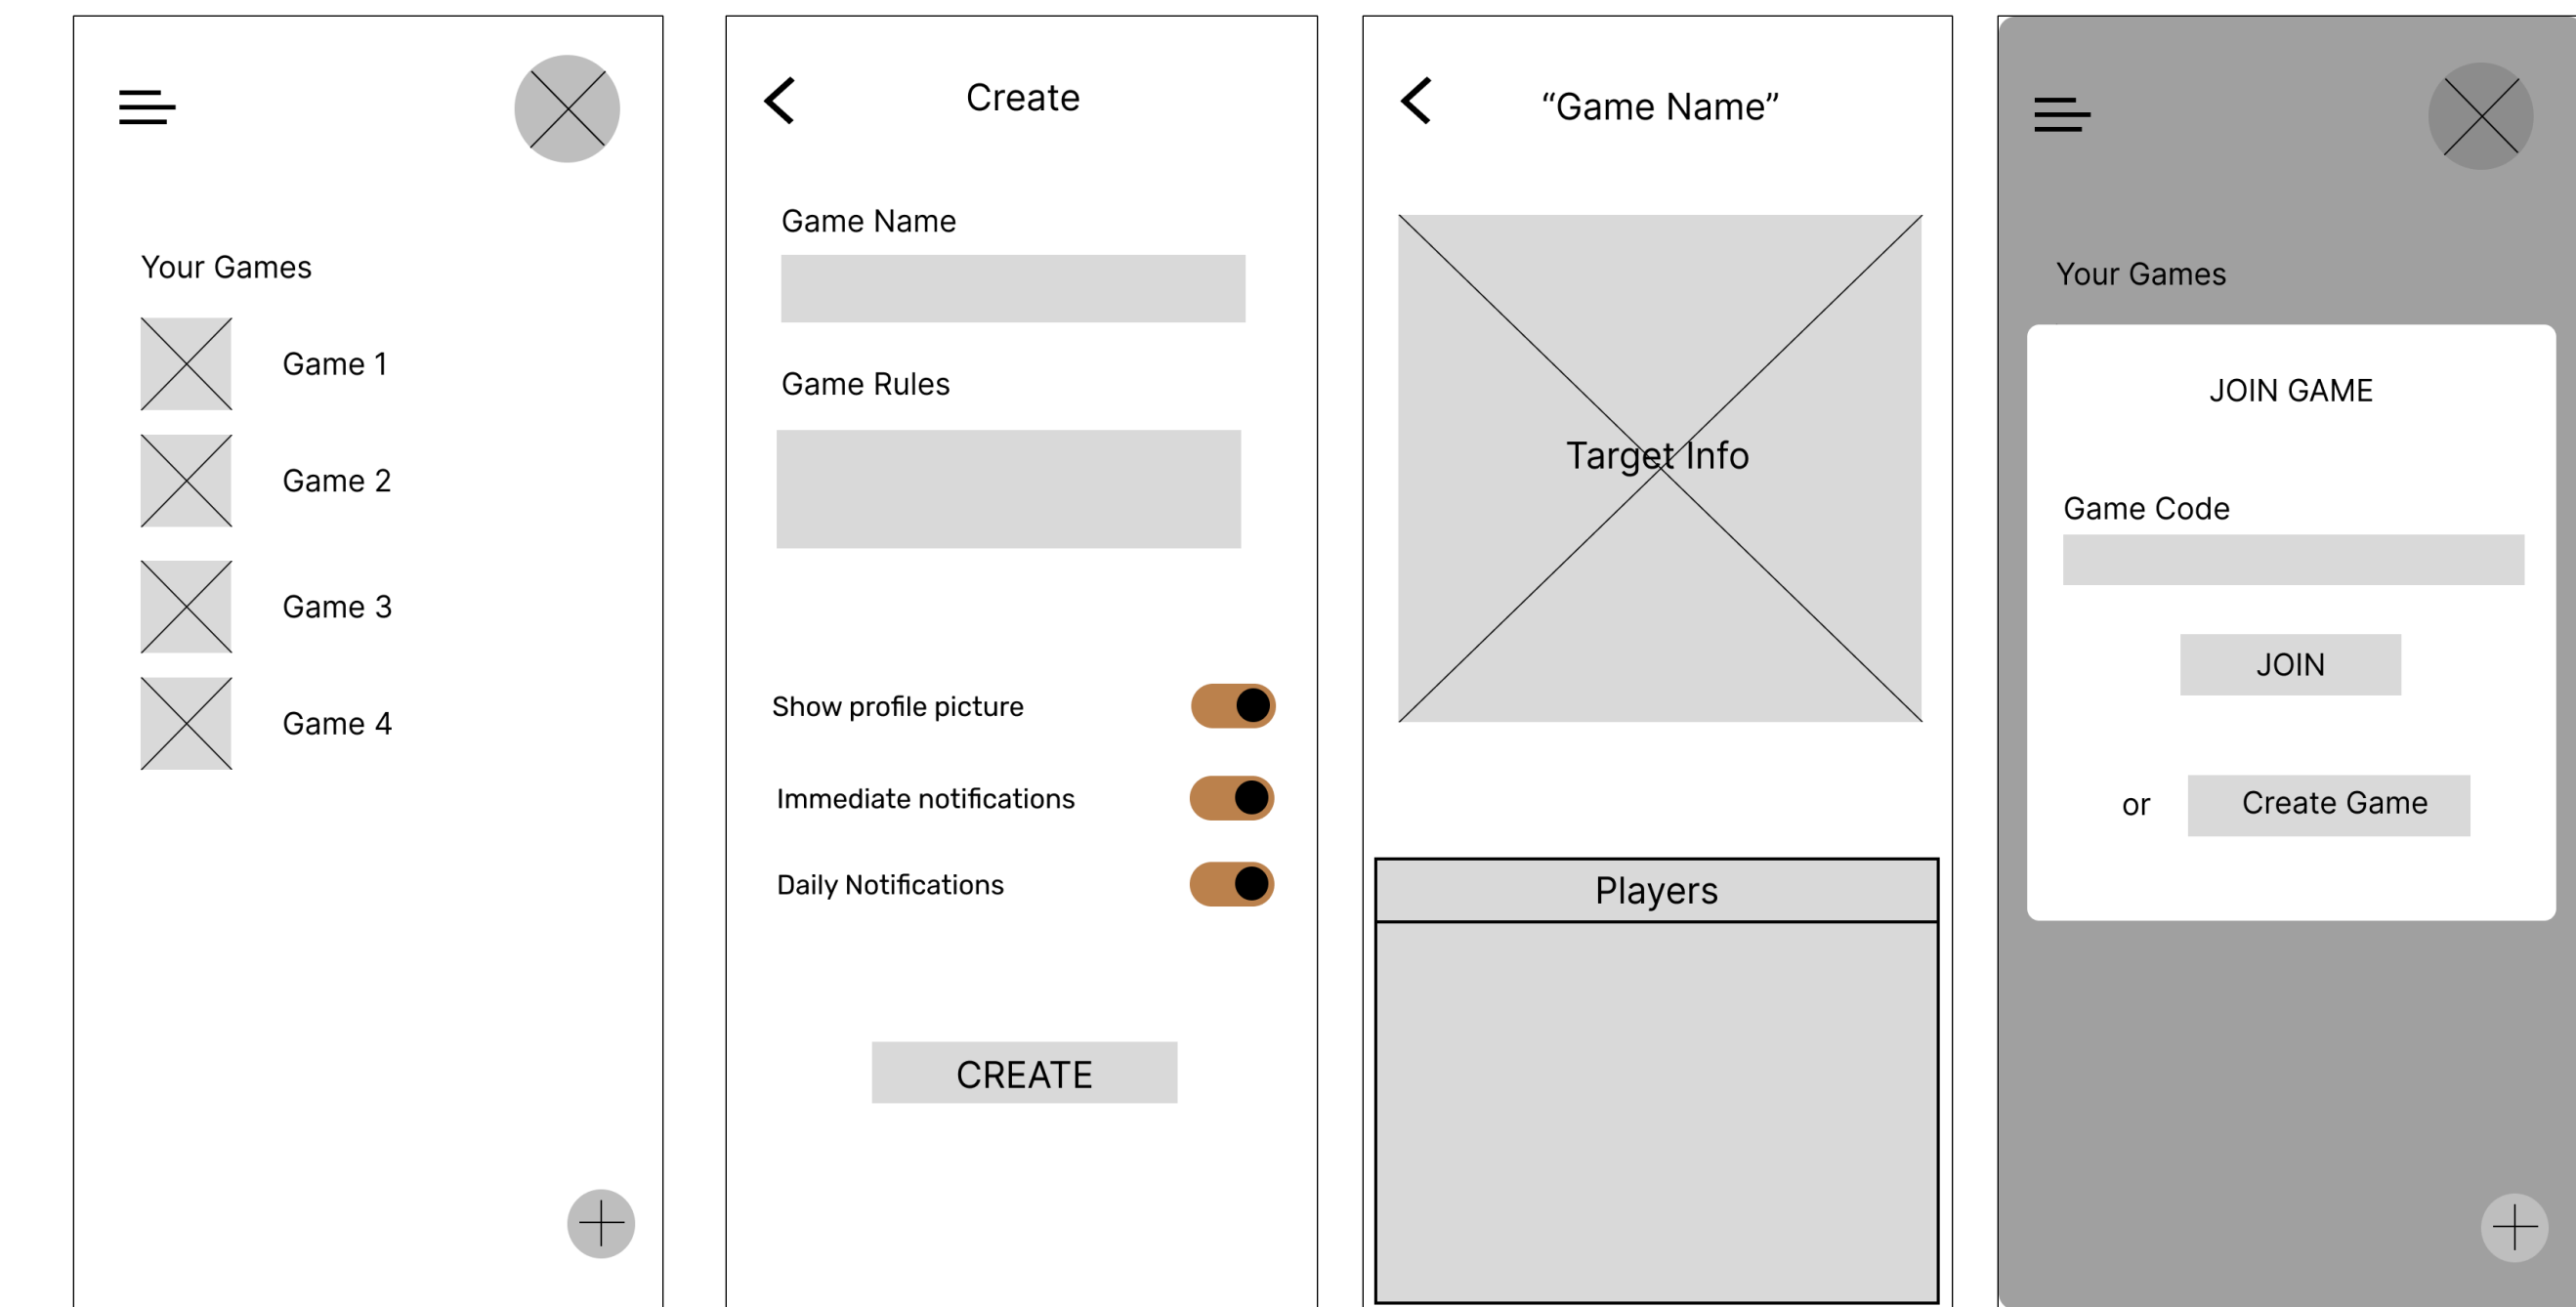 Your Games
Game 1
Game 2
Game 3
Game 4
Create
Game Name
Game Rules
Show profile picture
Immediate notifications
Daily Notifications
CREATE
“Game Name”
Target Info
Players
Your Games
JOIN GAME
Game Code
JOIN
or Create Game